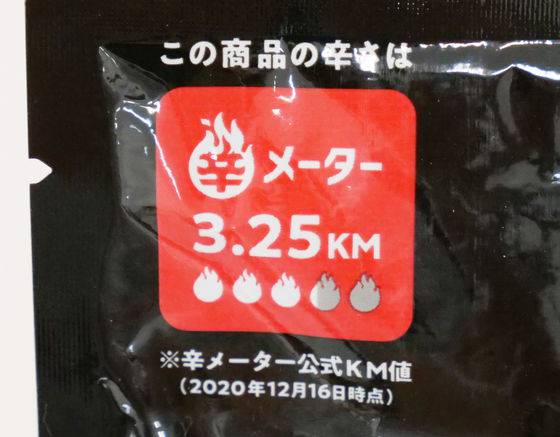 この商品の辛さは
辛メーター
3.25KM
※辛メーター公式KM値
(2020年12月16日時点)